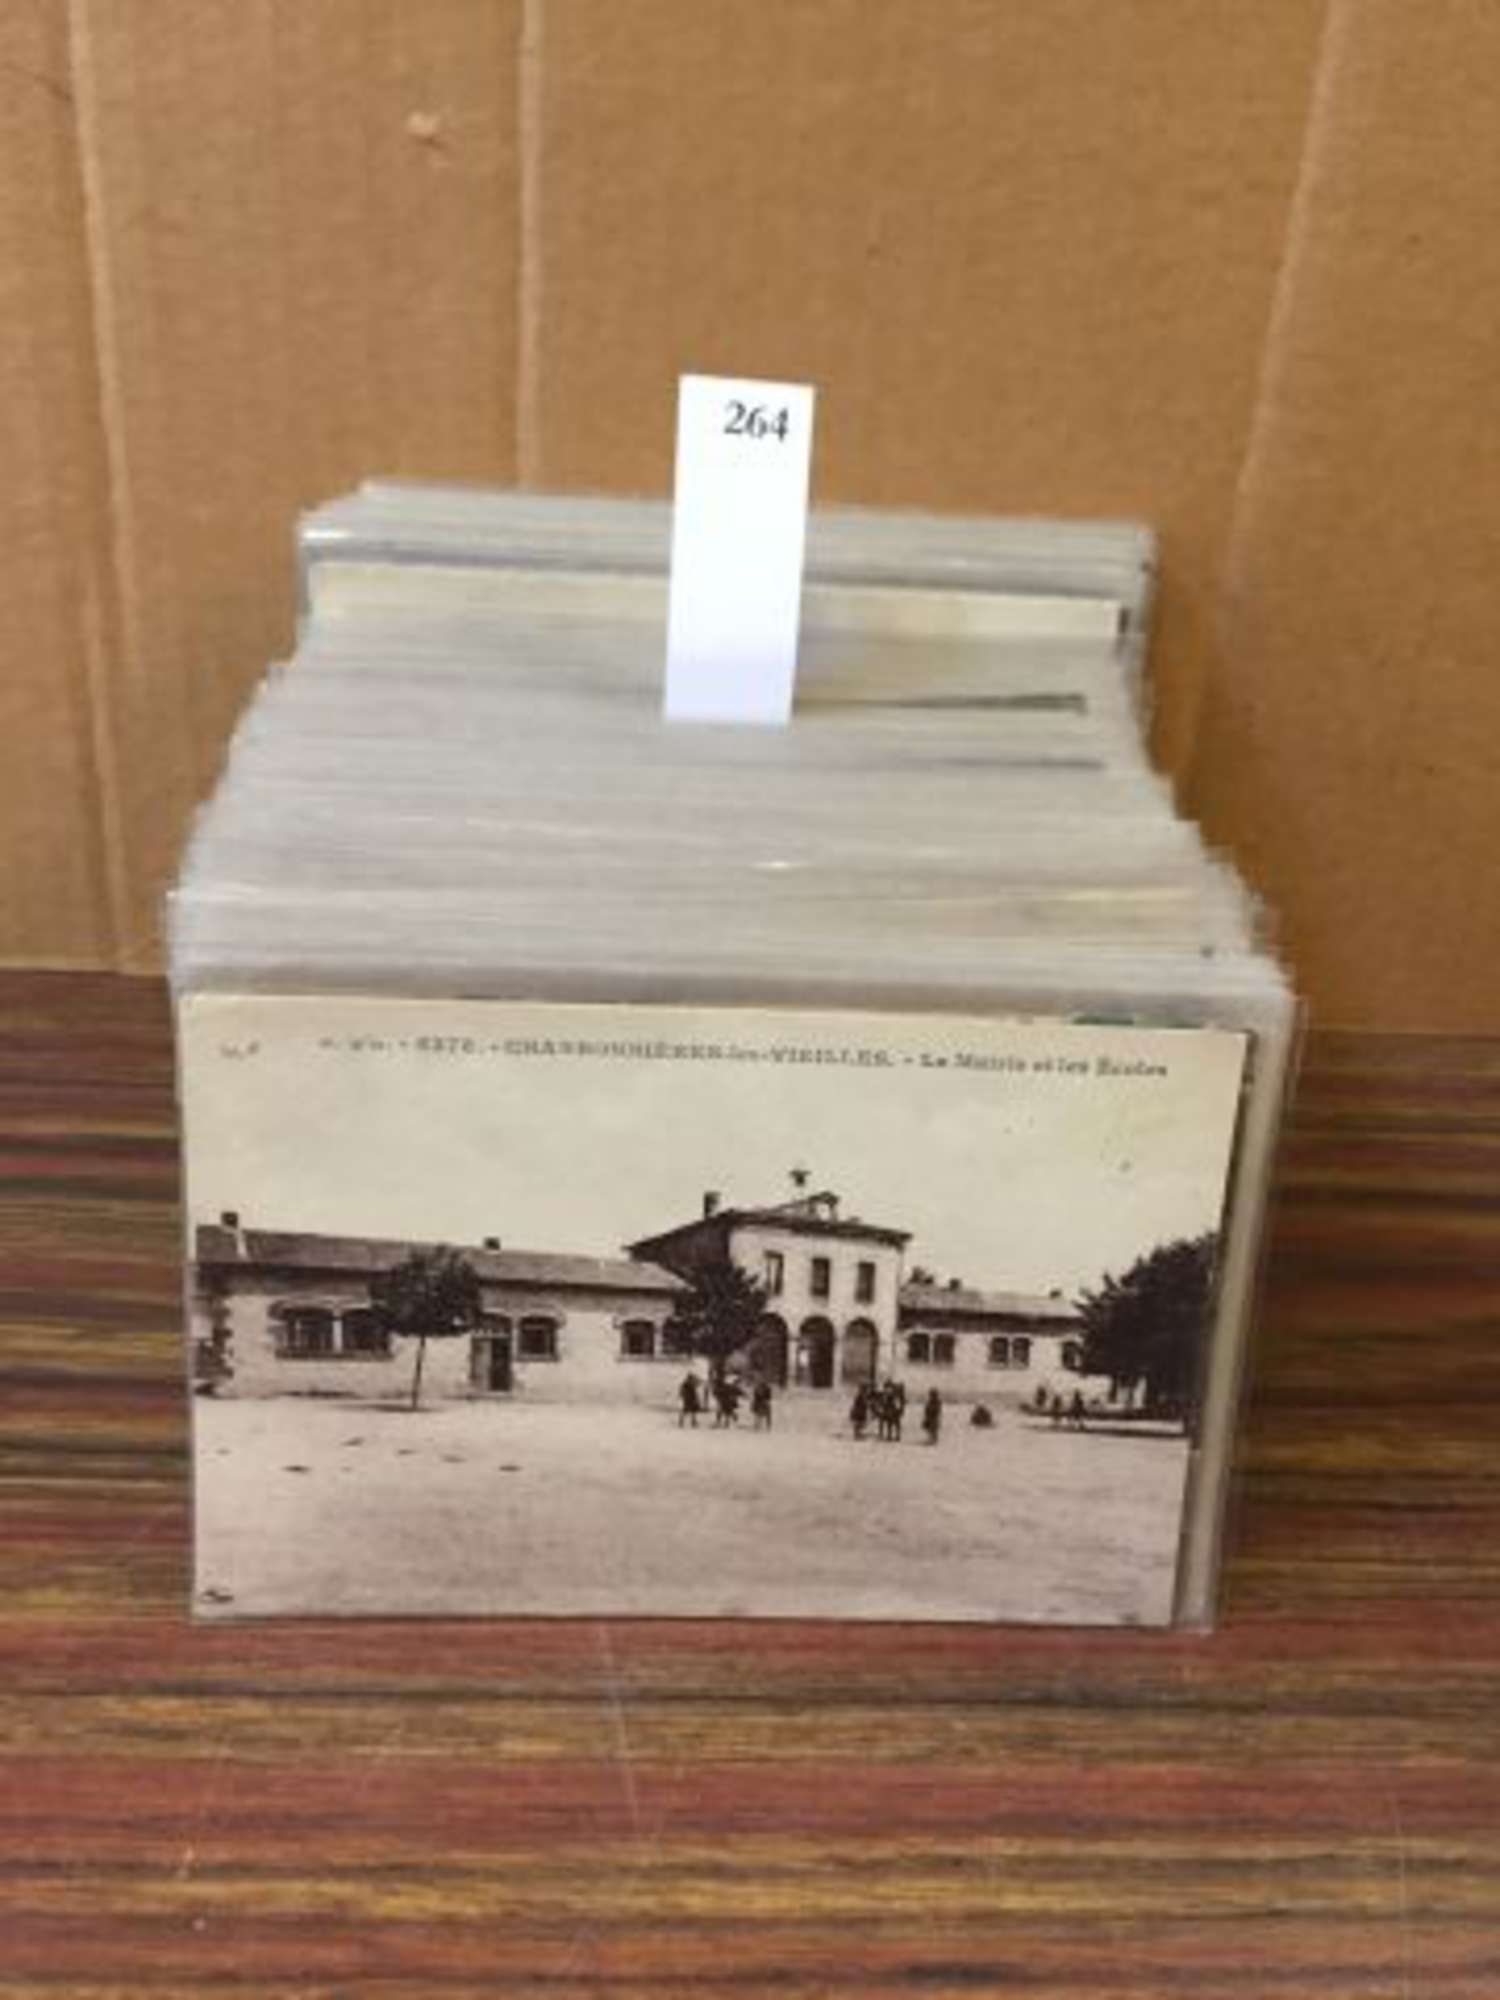 264
CHARBONNIÈRES-les-VIEILLES. - La Mairie et les Écoles